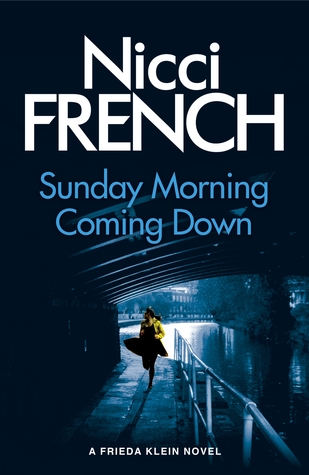 Nicci
FRENCH
Sunday Morning
Coming Down
A FRIEDA KLEIN NOVEL